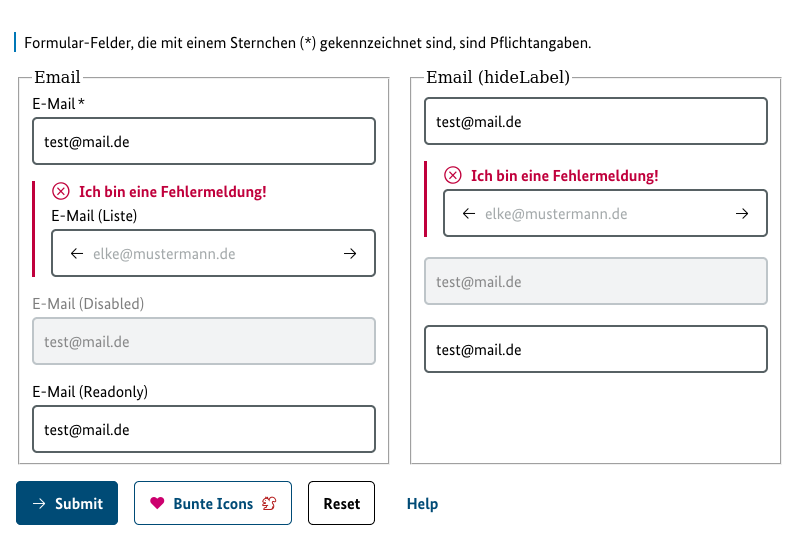 Formular-Felder, die mit einem Sternchen (*) gekennzeichnet sind, sind Pflichtangaben.
Email
E-Mail *
test@mail.de
Ich bin eine Fehlermeldung!
E-Mail (Liste)
elke@mustermann.de
E-Mail (Disabled)
test@mail.de
E-Mail (Readonly)
test@mail.de
Email (hideLabel)
test@mail.de
Ich bin eine Fehlermeldung!
elke@mustermann.de
test@mail.de
test@mail.de
Submit
Bunte Icons
Reset
Help